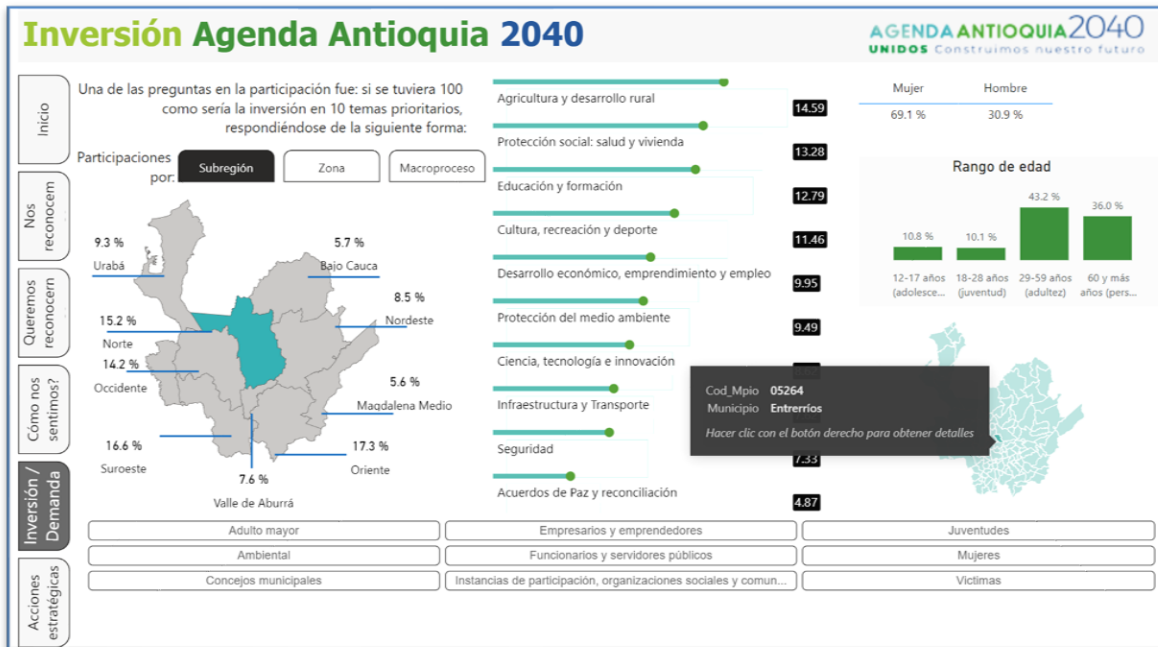 Inversión Agenda Antioquia 2040
AGENDA ANTIOQUIA 2040
UNIDOS Construimos nuestro futuro
Inicio
Nos
reconocem
Queremos
reconocern
Cómo nos
sentimos?
Inversión /
Demanda
Acciones
estratégicas
Una de las preguntas en la participación fue: si se tuviera 100
como sería la inversión en 10 temas prioritarios,
respondiéndose de la siguiente forma:
Participaciones
por:
Subregión
Zona
Macroproceso
9.3 %
Urabá
5.7 %
Bajo Cauca
8.5 %
Nordeste
15.2 %
Norte
14.2 %
Occidente
5.6 %
Magdalena Medio
16.6 %
Suroeste
17.3 %
Oriente
7.6 %
Valle de Aburrá
Agricultura y desarrollo rural
14.59
Protección social: salud y vivienda
13.28
Educación y formación
12.79
Cultura, recreación y deporte
11.46
Desarrollo económico, emprendimiento y empleo
9.95
Protección del medio ambiente
9.49
Ciencia, tecnología e innovación
Infraestructura y Transporte
Seguridad
7.33
Acuerdos de Paz y reconciliación
4.87
Mujer Hombre
69.1 % 30.9 %
Rango de edad
10.8 %
10.1 %
43.2 %
36.0 %
12-17 años
(adolesce...
18-28 años
(juventud)
29-59 años
(adultez)
60 y más
años (pers...
Cod_Mpio 05264
Municipio Entrerríos
Hacer clic con el botón derecho para obtener detalles
Adulto mayor
Empresarios y emprendedores
Juventudes
Ambiental
Funcionarios y servidores públicos
Mujeres
Concejos municipales
Instancias de participación, organizaciones sociales y comun...
Victimas